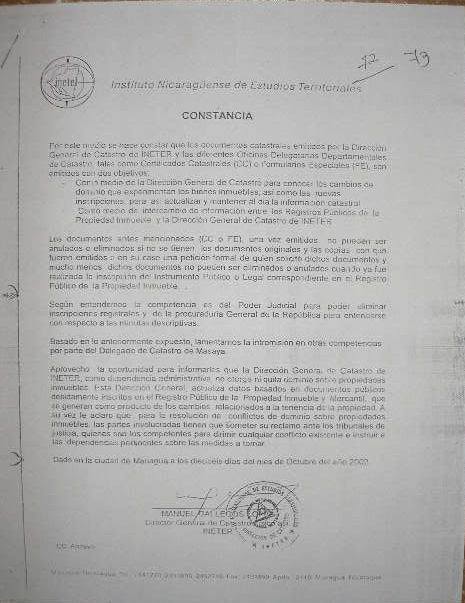 72 73
ineter
Instituto Nicaragüense de Estudios Territoriales
CONSTANCIA
Por este medio se hace constar que los documentos catastrales emitidos por la Dirección
General de Catastro de INETER y las diferentes Oficinas Delegatarias Departamentales
de Catastro, tales como Certificados Catastrales (CC) o Formularios Especiales (FE), son
emitidos con dos objetivos:
- Como medio de la Dirección General de Catastro para conocer los cambios de
dominio que experimentan los bienes inmuebles, así como las nuevas
inscripciones, para así actualizar y mantener al día la información catastral
- Como medio de intercambio de información entre los Registros Públicos de la
Propiedad Inmueble y la Dirección General de Catastro de INETER
Los documentos antes mencionados (CC o FE), una vez emitidos no pueden ser
anulados o eliminados si no se tienen los documentos originales y las copias con que
fueron emitidos o en su caso una petición formal de quien solicitó dichos documentos y
mucho menos dichos documentos no pueden ser eliminados o anulados cuando ya fue
realizada la inscripción del Instrumento Público o Legal correspondiente en el Registro
Público de la Propiedad Inmueble.
Según entendemos la competencia es del Poder Judicial para poder eliminar
inscripciones registrales y de la procuraduría General de la República para entenderse
con respecto a las minutas descriptivas.
Basado en lo anteriormente expuesto, lamentamos la intromisión en otras competencias
por parte del Delegado de Catastro de Masaya.
Aprovecho la oportunidad para informarles que la Dirección General de Catastro de
INETER, como dependencia administrativa, no otorga ni quita dominio sobre propiedades
inmuebles. Esta Dirección General, actualiza datos basados en documentos públicos
debidamente inscritos en el Registro Público de la Propiedad Inmueble y Mercantil, que
se generan como producto de los cambios relacionados a la tenencia de la propiedad. A
la vez le aclaro que para la resolución de conflictos de dominio sobre propiedades
inmuebles, las partes involucradas tienen que someter su reclamo ante los tribunales de
justicia, quienes son los competentes para dirimir cualquier conflicto existente e instruir a
las dependencias pertinentes sobre las medidas a tomar.
Dado en la ciudad de Managua a los dieciséis días del mes de Octubre del año 2002.
MANUEL GALLEGOS
Director General de Catastro
INETER
CC: Archivo
Managua, Nicaragua